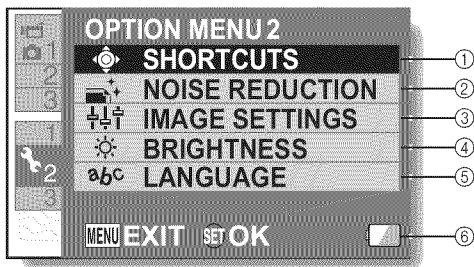 OPTION MENU 2
1
2
3
SHORTCUTS ①
NOISE REDUCTION ②
IMAGE SETTINGS ③
1
2
3
BRIGHTNESS ④
abc LANGUAGE ⑤
MENU EXIT SET OK ⑥